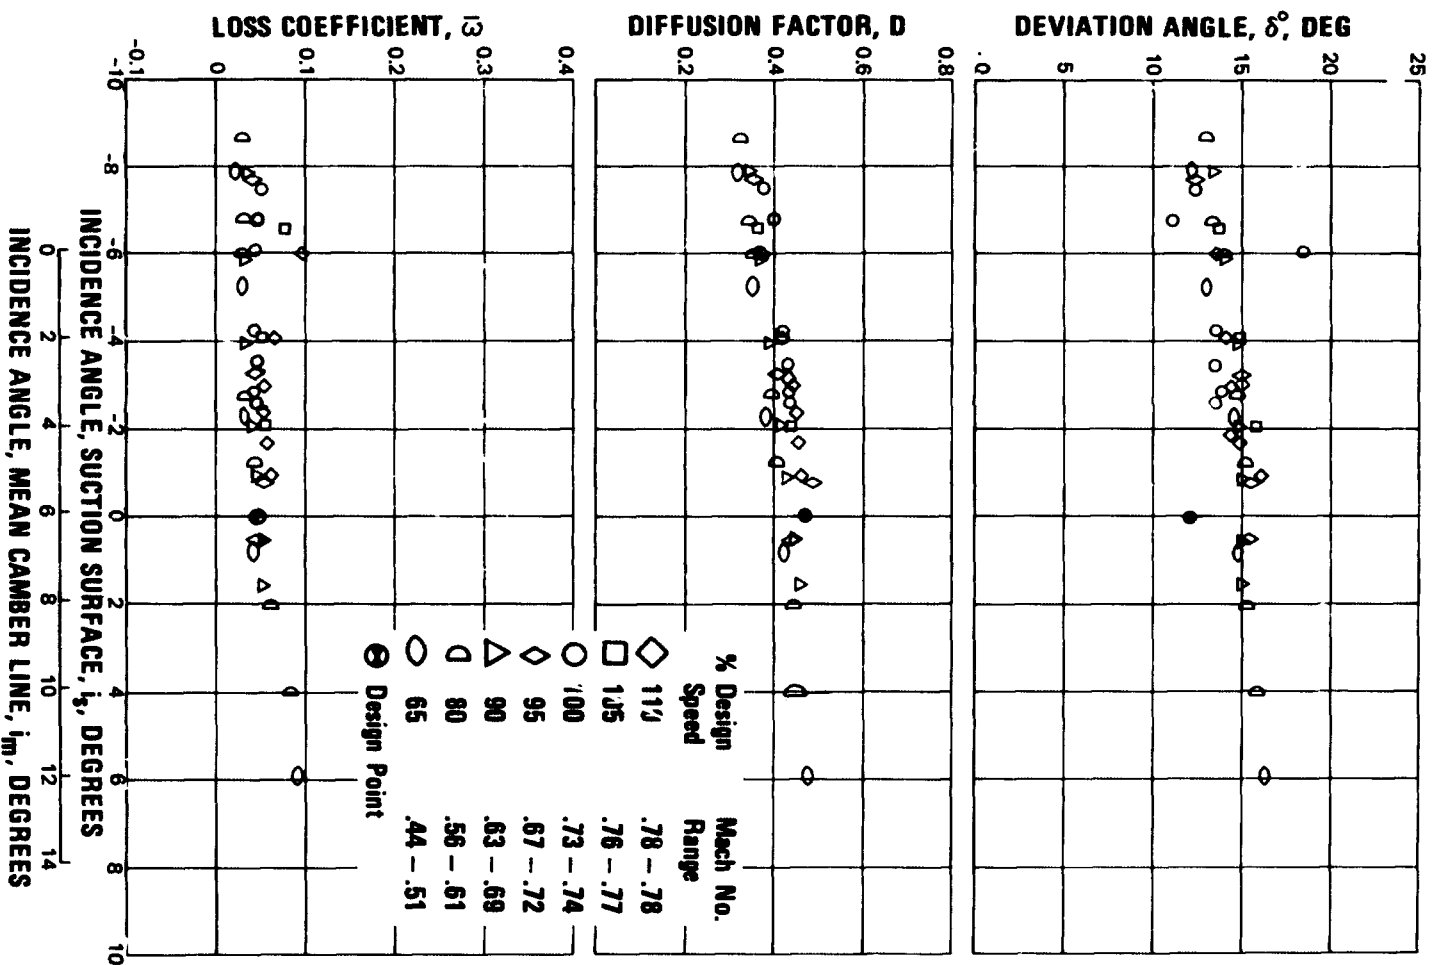 DEVIATION ANGLE, δ°, DEG
25
20
15
10
5
0
DIFFUSION FACTOR, D
0.8
0.6
0.4
0.2
LOSS COEFFICIENT, ω̄
0.4
0.3
0.2
0.1
0
-0.1
% Design Speed
Mach No. Range
110 .78 – .78
105 .76 – .77
100 .73 – .74
95 .67 – .72
90 .63 – .69
80 .56 – .61
65 .44 – .51
Design Point
-10 -8 -6 -4 -2 0 2 4 6 8 10
INCIDENCE ANGLE, SUCTION SURFACE, is, DEGREES
0 2 4 6 8 10 12 14
INCIDENCE ANGLE, MEAN CAMBER LINE, im, DEGREES